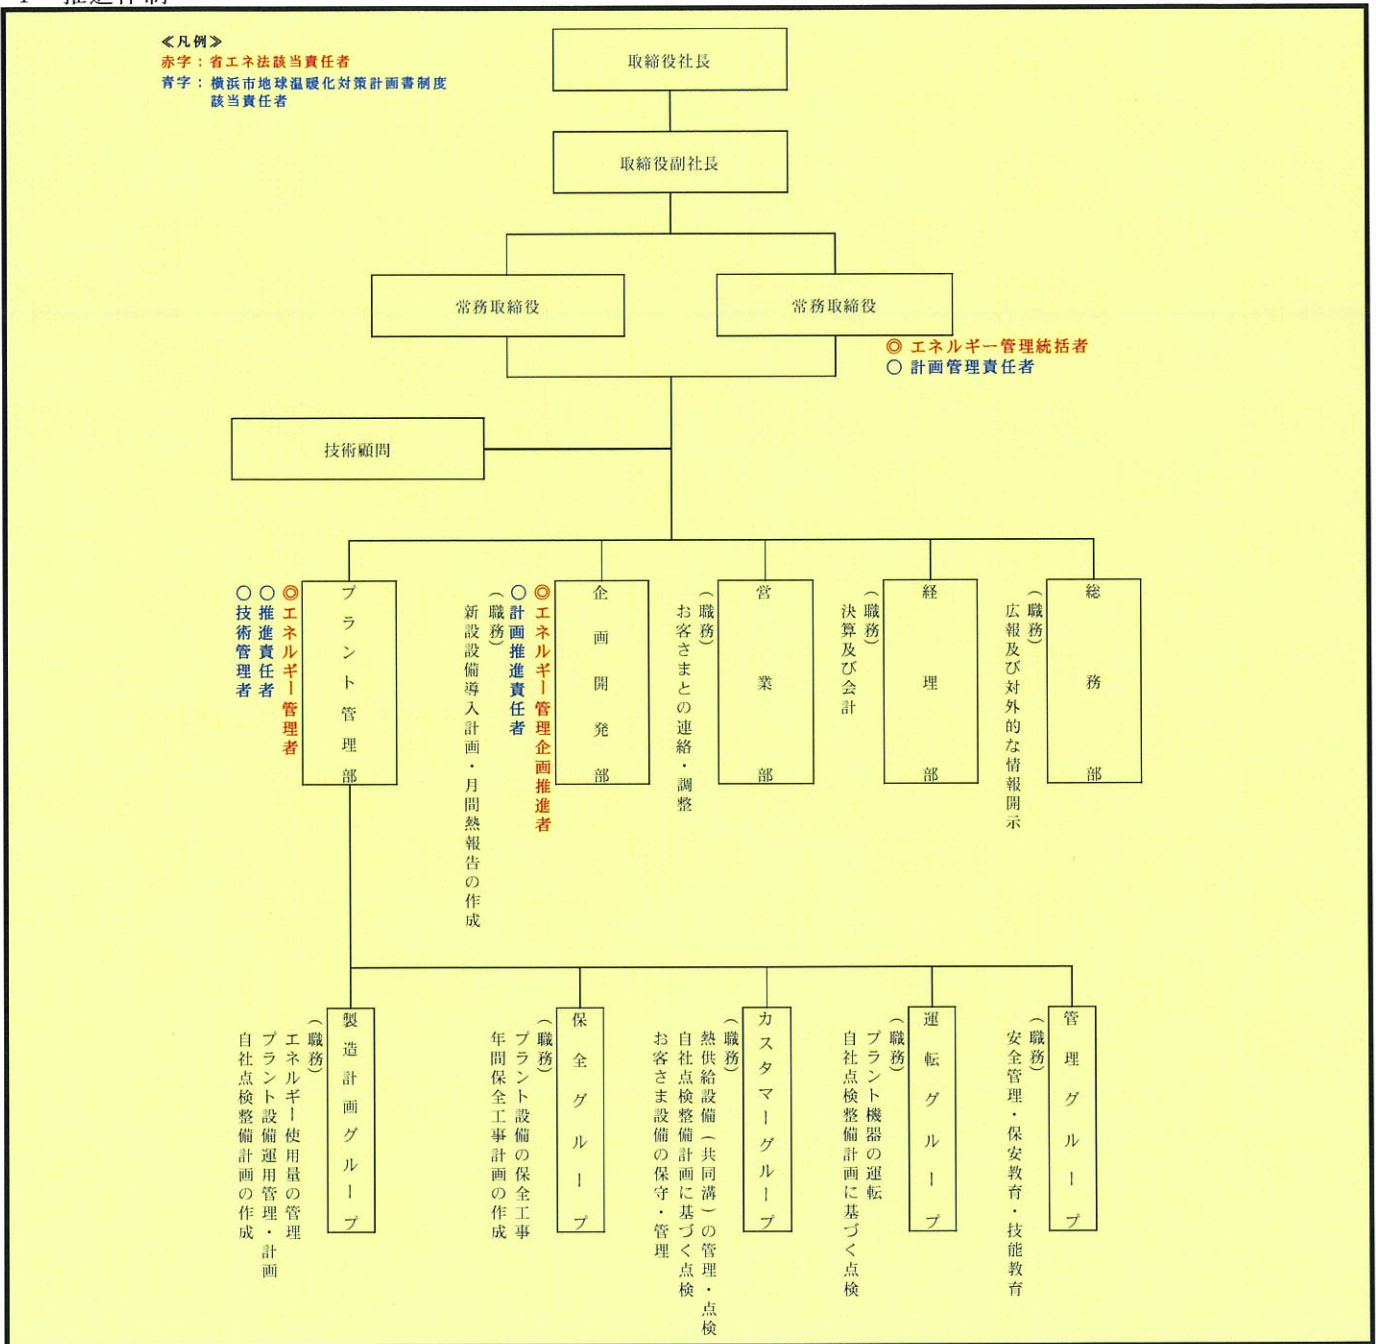 ≪凡例≫
赤字：省エネ法該当責任者
青字：横浜市地球温暖化対策計画書制度
該当責任者
取締役社長
取締役副社長
常務取締役
常務取締役
◎ エネルギー管理統括者
○ 計画管理責任者
技術顧問
プラント管理部
◎エネルギー管理者
○推進責任者
○技術管理者
企画開発部
◎エネルギー管理企画推進者
○計画推進責任者
（職務）
新設設備導入計画・月間熱報告の作成
営業部
（職務）
お客さまとの連絡・調整
経理部
（職務）
決算及び会計
総務部
（職務）
広報及び対外的な情報開示
製造計画グループ
（職務）
エネルギー使用量の管理
プラント設備運用管理・計画
自社点検整備計画の作成
保全グループ
（職務）
プラント設備の保全工事
年間保全工事計画の作成
カスタマーグループ
（職務）
熱供給設備（共同溝）の管理・点検
自社点検整備計画に基づく点検
お客さま設備の保守・管理
運転グループ
（職務）
プラント機器の運転
自社点検整備計画に基づく点検
管理グループ
（職務）
安全管理・保安教育・技能教育